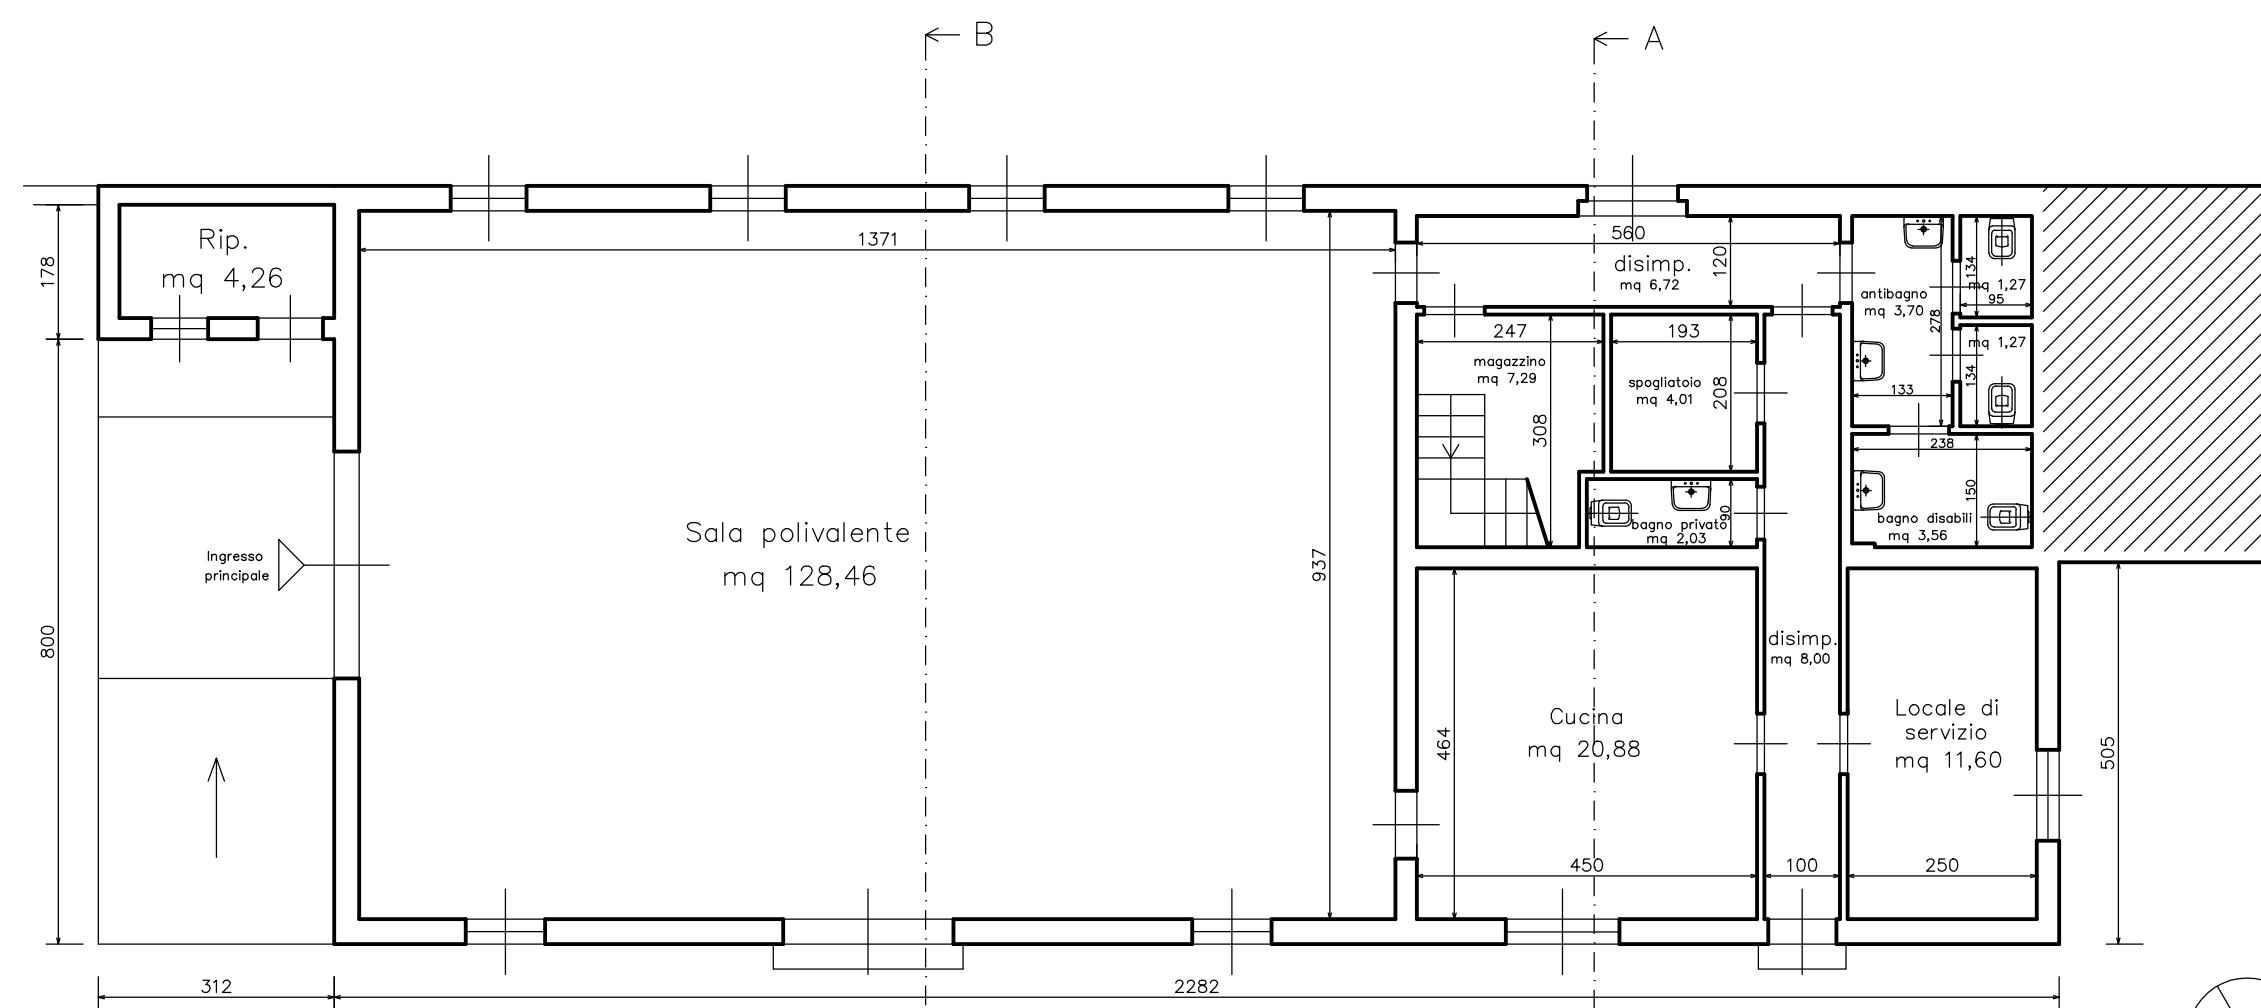 B
A
Rip.
mq 4,26
178
1371
560
disimp.
mq 6,72
120
antibagno
mq 3,70
278
134
mq 1,27
95
mq 1,27
134
133
247
193
magazzino
mq 7,29
spogliatoio
mq 4,01
208
308
238
150
bagno disabili
mq 3,56
bagno privato
mq 2,03
90
Sala polivalente
mq 128,46
937
Ingresso
principale
800
disimp.
mq 8,00
Cucina
mq 20,88
464
Locale di
servizio
mq 11,60
505
450
100
250
312
2282